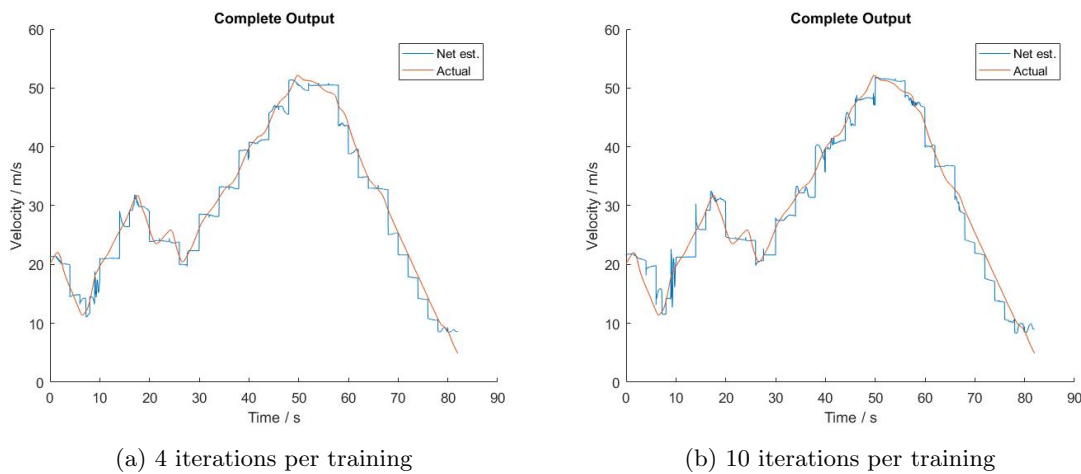 Complete Output
60
50
40
30
20
10
0
Velocity / m/s
0 10 20 30 40 50 60 70 80 90
Time / s
Net est.
Actual
(a) 4 iterations per training
Complete Output
60
50
40
30
20
10
0
Velocity / m/s
0 10 20 30 40 50 60 70 80 90
Time / s
Net est.
Actual
(b) 10 iterations per training